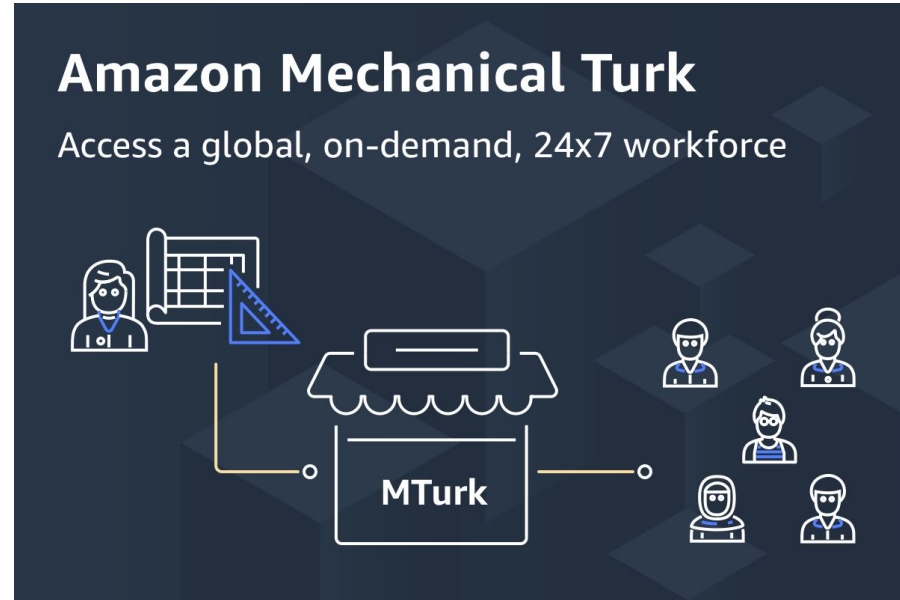 Amazon Mechanical Turk
Access a global, on-demand, 24x7 workforce
MTurk